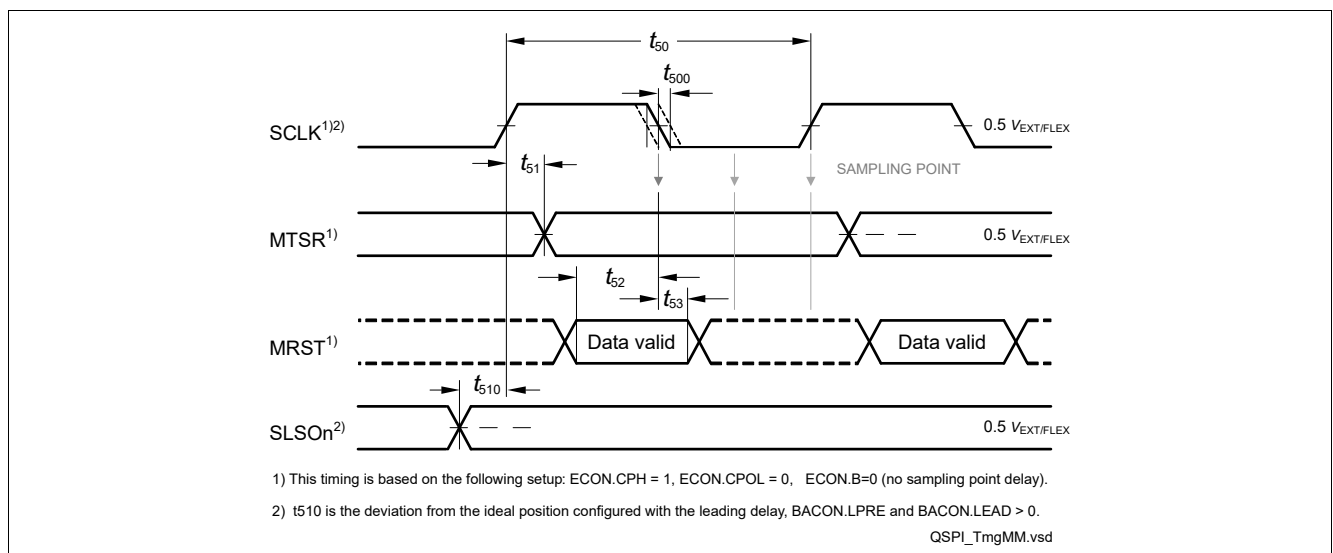 t50
t500
SCLK1)2)
0.5 VEXT/FLEX
t51
SAMPLING POINT
MTSR1)
0.5 VEXT/FLEX
t52
t53
MRST1)
Data valid
Data valid
t510
SLSOn2)
0.5 VEXT/FLEX
1) This timing is based on the following setup: ECON.CPH = 1, ECON.CPOL = 0, ECON.B=0 (no sampling point delay).
2) t510 is the deviation from the ideal position configured with the leading delay, BACON.LPRE and BACON.LEAD > 0.
QSPI_TmgMM.vsd